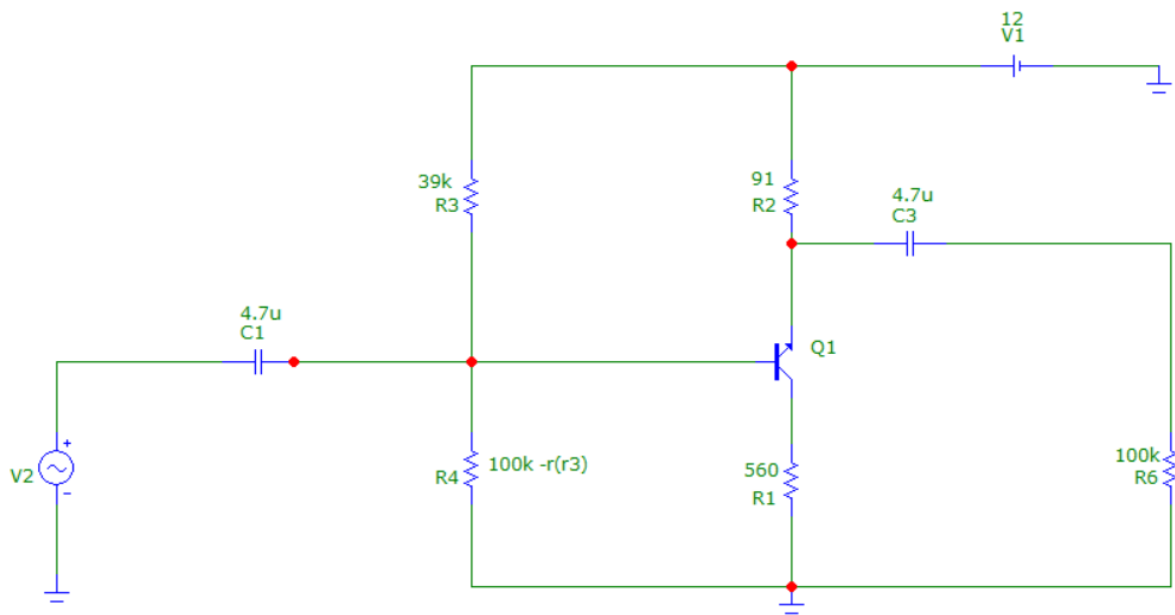 12
V1
39k
R3
91
R2
4.7u
C3
4.7u
C1
Q1
V2
+
-
R4
100k -r(r3)
560
R1
100k
R6